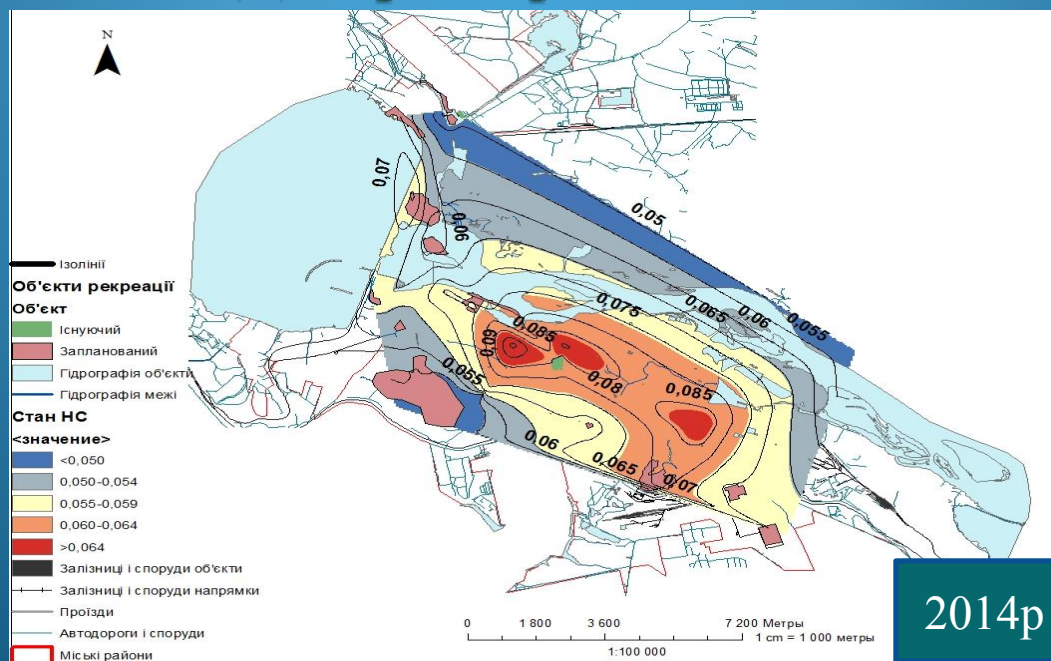 N
0,07
0,06
0,05
0,075
0,065
0,06
0,055
0,09
0,085
0,08
0,085
0,055
0,06
0,065
0,07
Ізолінії
Об'єкти рекреації
Об'єкт
Існуючий
Запланований
Гідрографія об'єкти
Гідрографія межі
Стан НС
<значение>
<0,050
0,050-0,054
0,055-0,059
0,060-0,064
>0,064
Залізниці і споруди об'єкти
Залізниці і споруди напрямки
Проїзди
Автодороги і споруди
Міські райони
0 1 800 3 600 7 200 Метры
1 cm = 1 000 метры
1:100 000
2014р